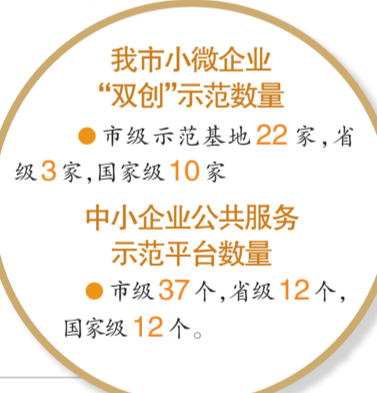 我市小微企业
“双创”示范数量
●市级示范基地22家,省
级3家,国家级10家
中小企业公共服务
示范平台数量
●市级37个,省级12个,
国家级12个。